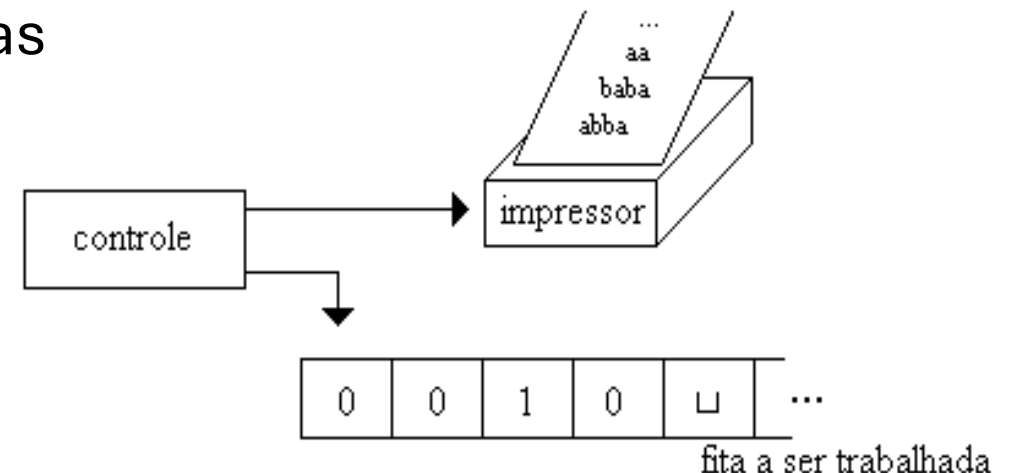 as
...
aa
baba
abba
impressor
controle
0 0 1 0 ⊔ ...
fita a ser trabalhada